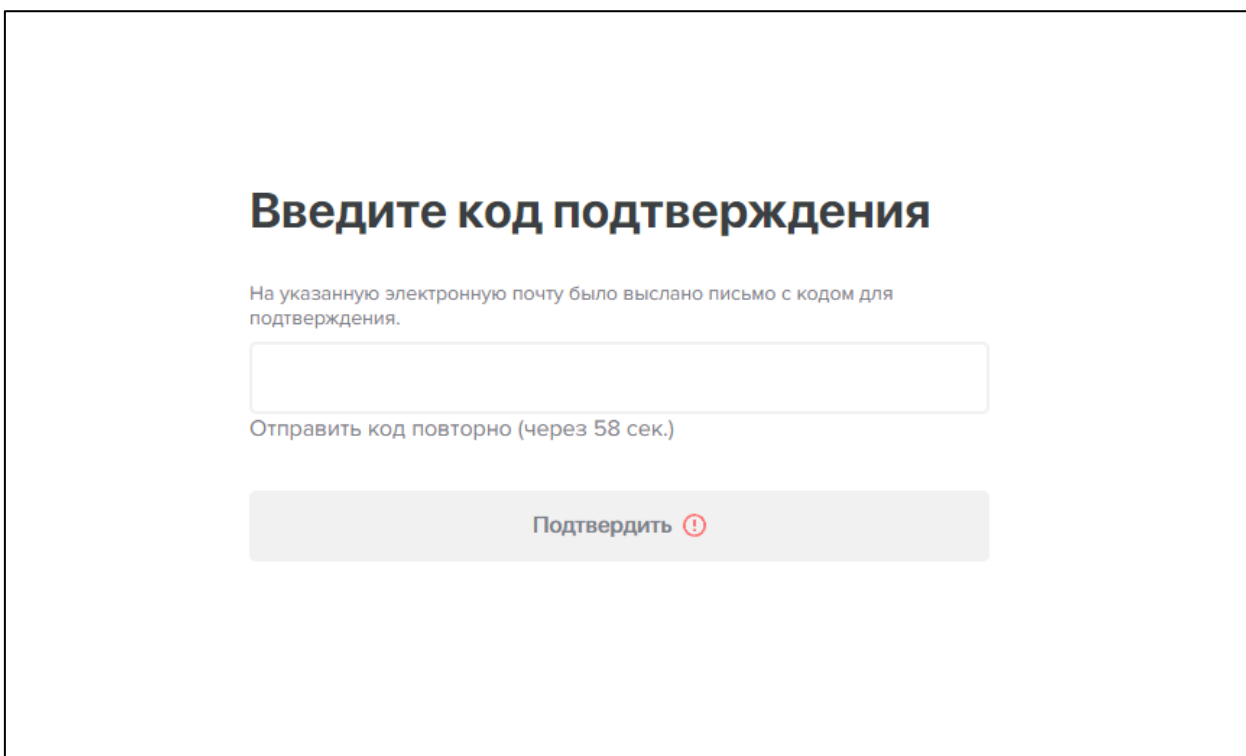 Введите код подтверждения
На указанную электронную почту было выслано письмо с кодом для
подтверждения.
Отправить код повторно (через 58 сек.)
Подтвердить